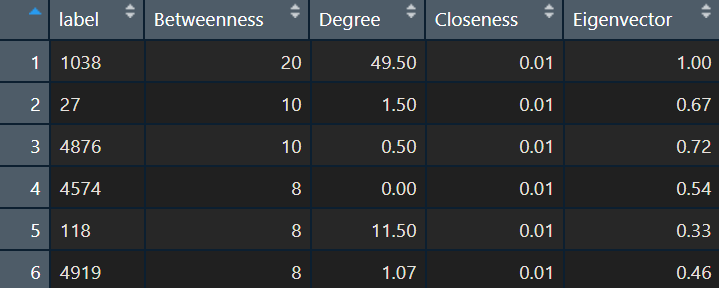 label Betweenness Degree Closeness Eigenvector
1 1038 20 49.50 0.01 1.00
2 27 10 1.50 0.01 0.67
3 4876 10 0.50 0.01 0.72
4 4574 8 0.00 0.01 0.54
5 118 8 11.50 0.01 0.33
6 4919 8 1.07 0.01 0.46